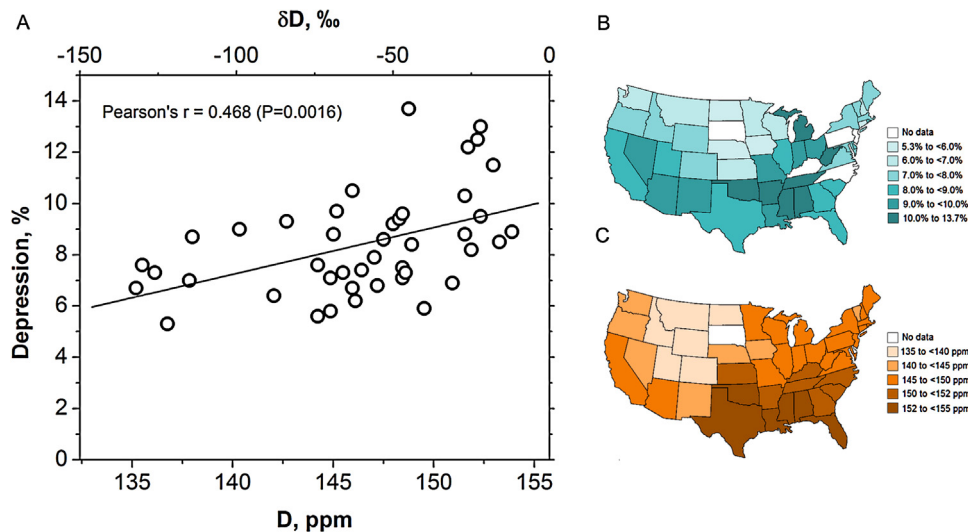 A
δD, ‰
-150 -100 -50 0
Depression, %
14
12
10
8
6
4
2
0
Pearson's r = 0.468 (P=0.0016)
135 140 145 150 155
D, ppm
B
No data
5.3% to <6.0%
6.0% to <7.0%
7.0% to <8.0%
8.0% to <9.0%
9.0% to <10.0%
10.0% to 13.7%
C
No data
135 to <140 ppm
140 to <145 ppm
145 to <150 ppm
150 to <152 ppm
152 to <155 ppm